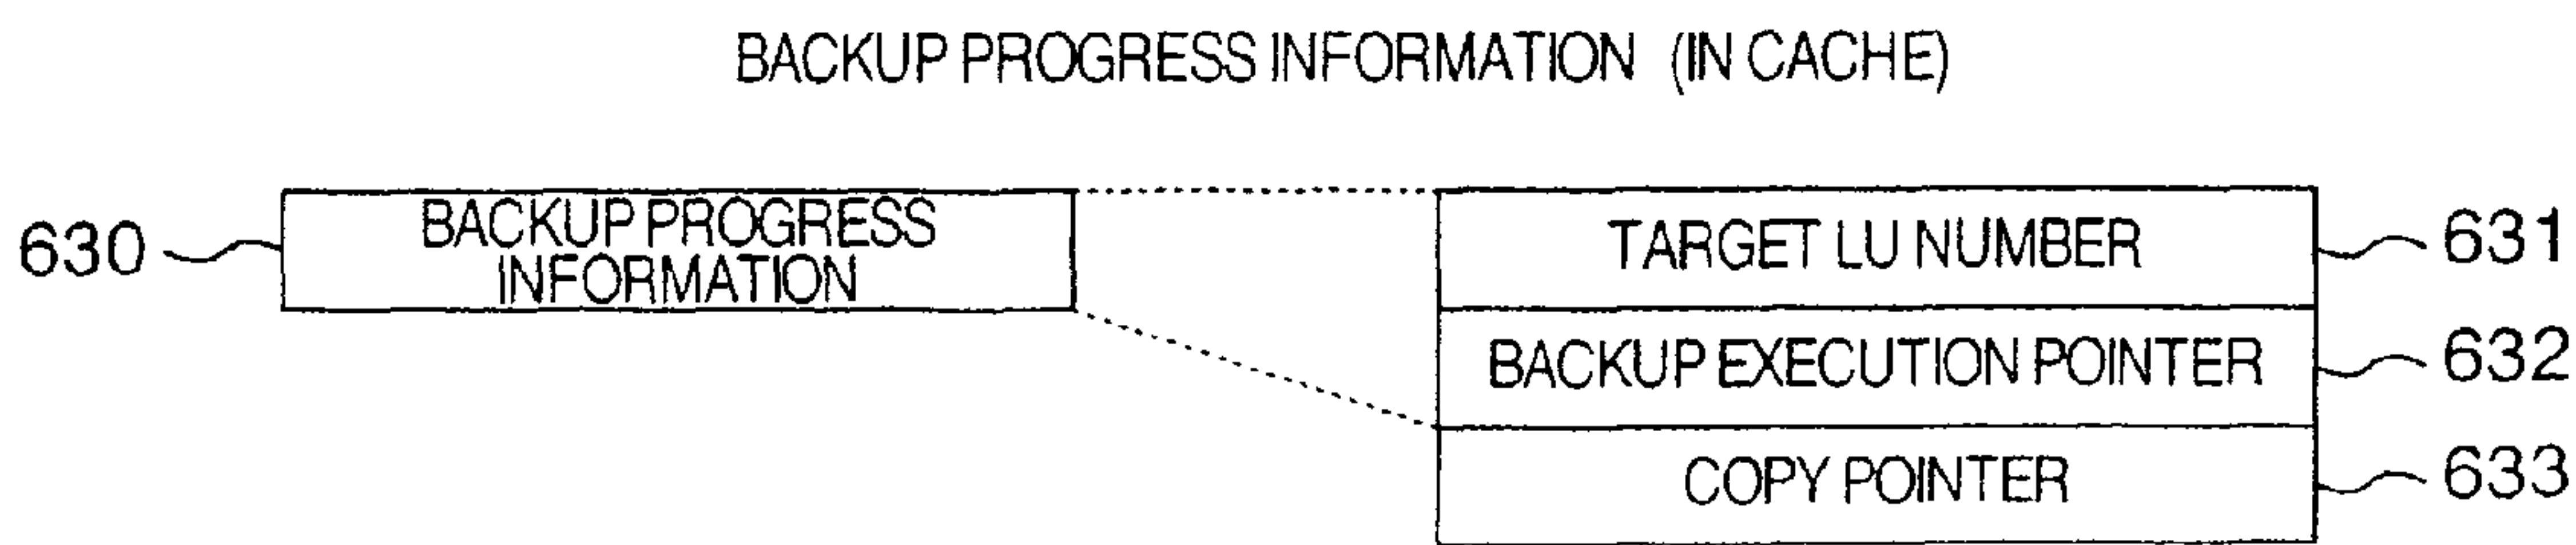 BACKUP PROGRESS INFORMATION (IN CACHE)
630
BACKUP PROGRESS
INFORMATION
TARGET LU NUMBER
631
BACKUP EXECUTION POINTER
632
COPY POINTER
633